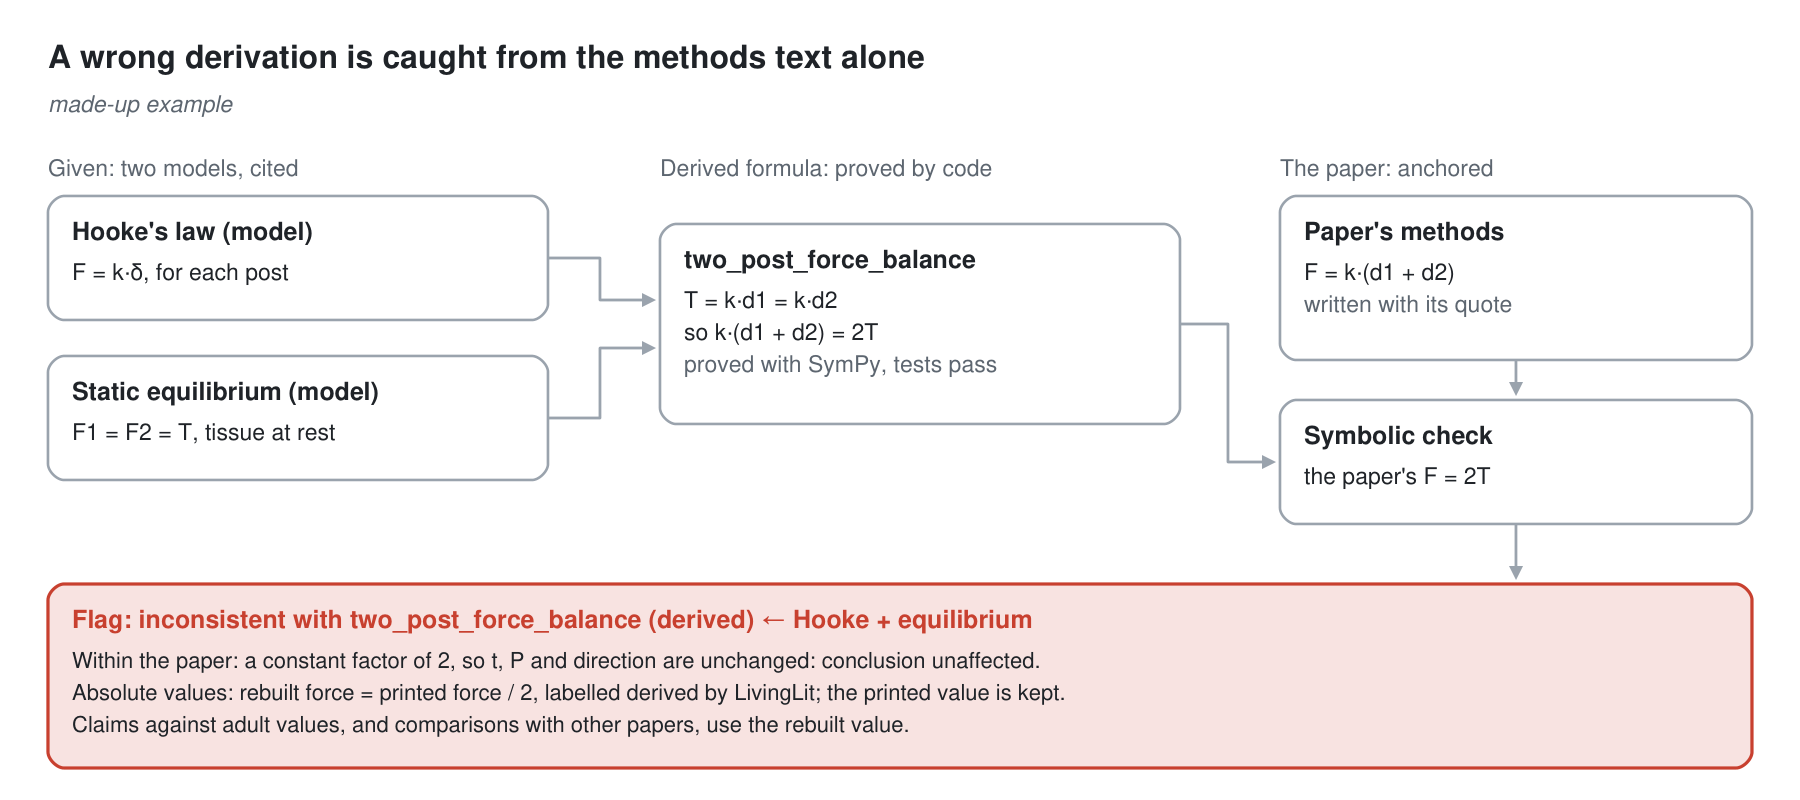 A wrong derivation is caught from the methods text alone
made-up example
Given: two models, cited
Hooke's law (model)
F = k·δ, for each post
Static equilibrium (model)
F1 = F2 = T, tissue at rest
Derived formula: proved by code
two_post_force_balance
T = k·d1 = k·d2
so k·(d1 + d2) = 2T
proved with SymPy, tests pass
The paper: anchored
Paper's methods
F = k·(d1 + d2)
written with its quote
Symbolic check
the paper's F = 2T
Flag: inconsistent with two_post_force_balance (derived) ← Hooke + equilibrium
Within the paper: a constant factor of 2, so t, P and direction are unchanged: conclusion unaffected.
Absolute values: rebuilt force = printed force / 2, labelled derived by LivingLit; the printed value is kept.
Claims against adult values, and comparisons with other papers, use the rebuilt value.